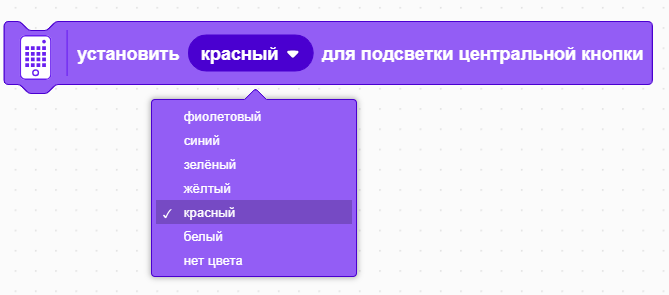 установить красный для подсветки центральной кнопки
фиолетовый
синий
зелёный
жёлтый
красный
белый
нет цвета